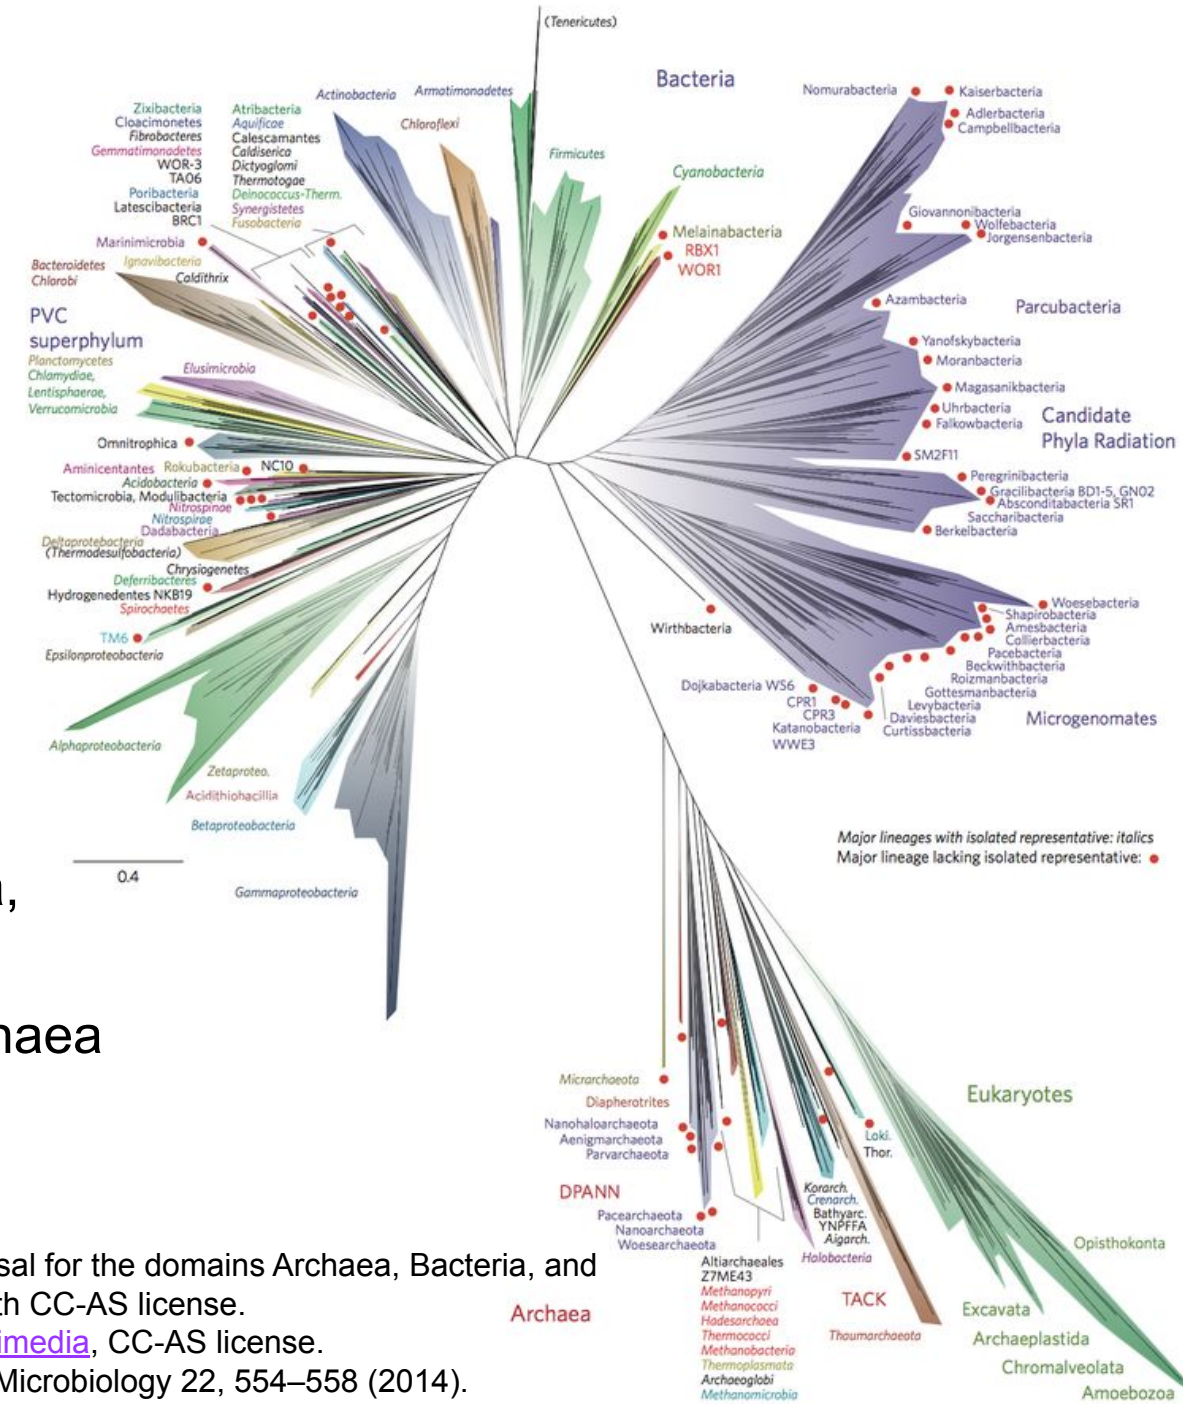 (Tenericutes)
Bacteria
Actinobacteria
Armatimonadetes
Nomurabacteria
Kaiserbacteria
Adlerbacteria
Campbellbacteria
Zixibacteria
Cloacimonetes
Fibrobacteres
Gemmatimonadetes
WOR-3
TA06
Poribacteria
Latescibacteria
BRC1
Atribacteria
Aquificae
Calescamantes
Caldiserica
Dictyoglomi
Thermotogae
Deinococcus-Therm.
Synergistetes
Fusobacteria
Chloroflexi
Firmicutes
Cyanobacteria
Melainabacteria
RBX1
WOR1
Giovannonibacteria
Wolfebacteria
Jorgensenbacteria
Marinimicrobia
Ignavibacteria
Bacteroidetes
Chlorobi
Caldithrix
Azambacteria
Parcubacteria
PVC
superphylum
Planctomycetes
Chlamydiae,
Lentisphaerae,
Verrucomicrobia
Elusimicrobia
Yanofskybacteria
Moranbacteria
Magasanikbacteria
Uhrbacteria
Falkowbacteria
Candidate
Phyla Radiation
SM2F11
Omnitrophica
Aminicentantes
Rokubacteria
NC10
Acidobacteria
Tectomicrobia, Modulibacteria
Nitrospinae
Nitrospirae
Dadabacteria
Deltaprotebacteria
(Thermodesulfobacteria)
Chrysiogenetes
Deferribacteres
Hydrogenedentes NKB19
Spirochaetes
TM6
Epsilonproteobacteria
Peregrinibacteria
Gracilibacteria BD1-5, GN02
Absconditabacteria SR1
Saccharibacteria
Berkelbacteria
Wirthbacteria
Woesebacteria
Shapirobacteria
Amesbacteria
Collierbacteria
Pacebacteria
Beckwithbacteria
Roizmanbacteria
Gottesmanbacteria
Levybacteria
Daviesbacteria
Curtissbacteria
Microgenomates
Dojkabacteria WS6
CPR1
CPR3
Katanobacteria
WWE3
Alphaproteobacteria
Zetaproteo.
Acidithiobacillia
Betaproteobacteria
Major lineages with isolated representative: italics
Major lineage lacking isolated representative:
0.4
Gammaproteobacteria
,
haea
Micrarchaeota
Diapherotrites
Nanohaloarchaeota
Aenigmarchaeota
Parvarchaeota
DPANN
Pacearchaeota
Nanoarchaeota
Woesearchaeota
Eukaryotes
Loki.
Thor.
Korarch.
Crenarch.
Bathyarc.
YNPFFA
Aigarch.
Halobacteria
Altiarchaeales
Z7ME43
Methanopyri
Methanococci
Hadesarchaea
Thermococci
Methanobacteria
Thermoplasmata
Archaeoglobi
Methanomicrobia
Archaea
TACK
Thaumarchaeota
Opisthokonta
Excavata
Archaeplastida
Chromalveolata
Amoebozoa
sal for the domains Archaea, Bacteria, and
th CC-AS license.
imedia, CC-AS license.
Microbiology 22, 554–558 (2014).